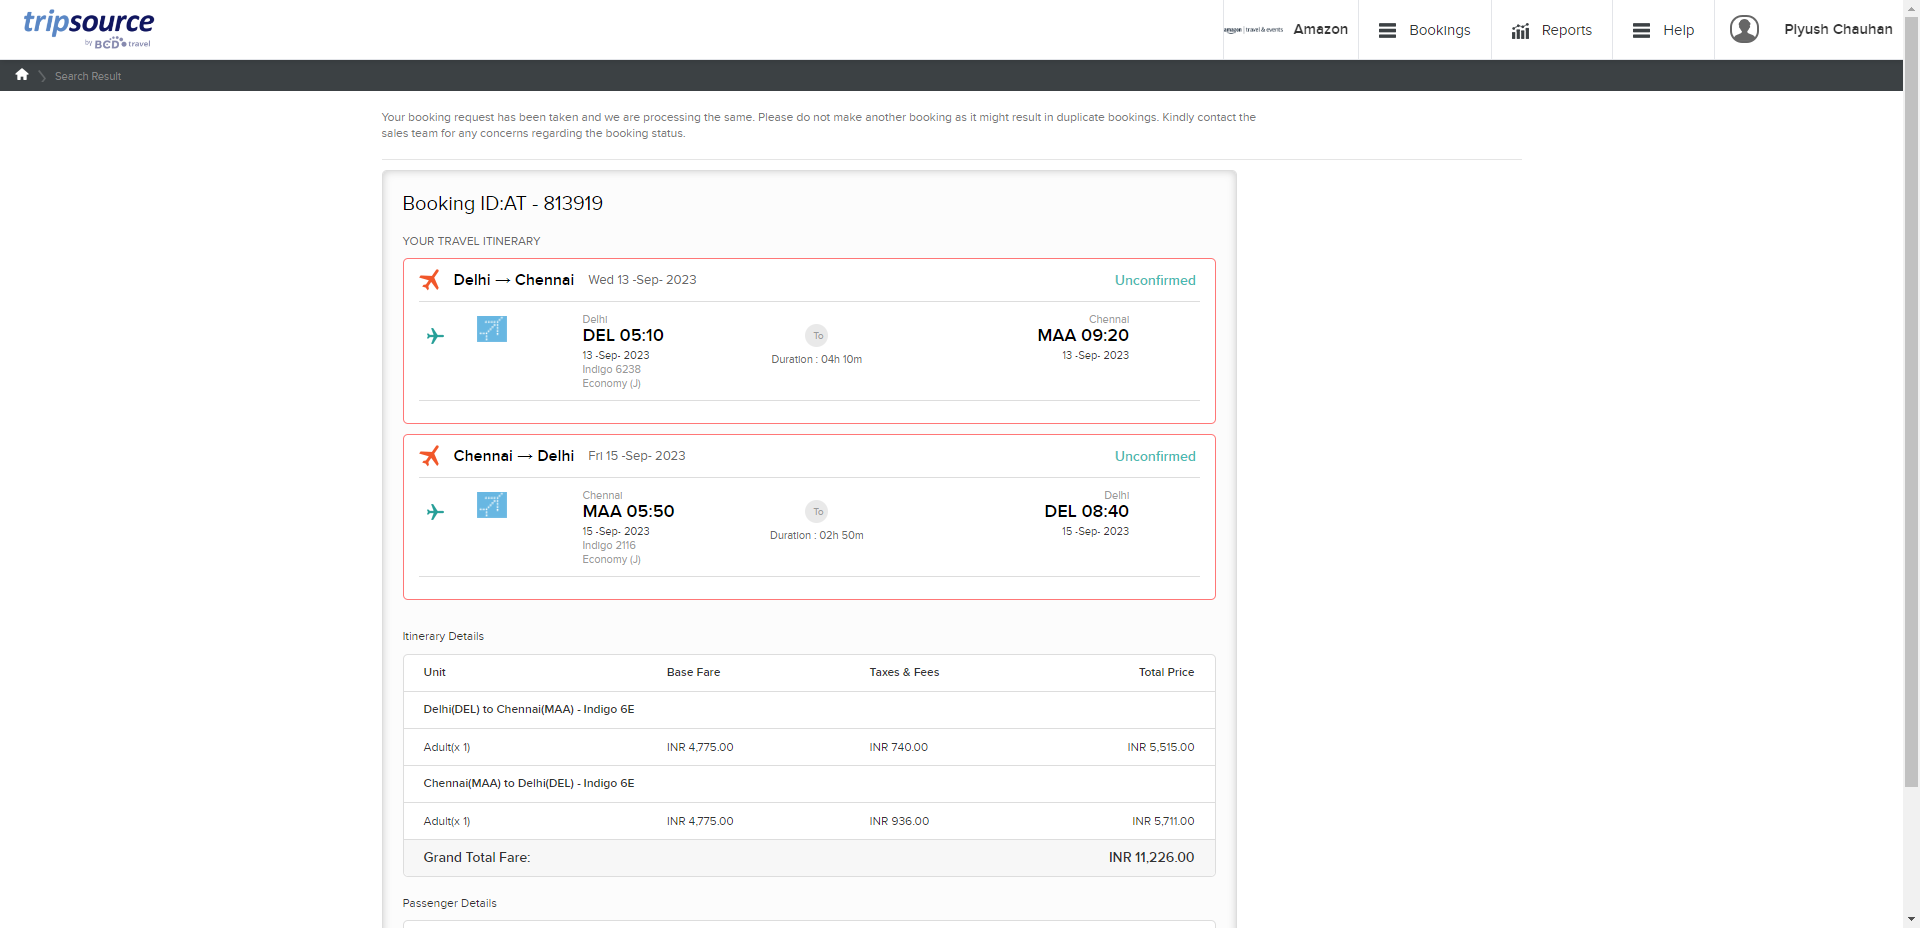 tripsource
by BCD travel
amazon | travel & events
Amazon
Bookings
Reports
Help
Piyush Chauhan
Search Result
Your booking request has been taken and we are processing the same. Please do not make another booking as it might result in duplicate bookings. Kindly contact the
sales team for any concerns regarding the booking status.
Booking ID:AT - 813919
YOUR TRAVEL ITINERARY
Delhi → Chennai Wed 13 -Sep- 2023 Unconfirmed
Delhi
DEL 05:10
13 -Sep- 2023
Indigo 6238
Economy (J)
To
Duration : 04h 10m
Chennai
MAA 09:20
13 -Sep- 2023
Chennai → Delhi Fri 15 -Sep- 2023 Unconfirmed
Chennai
MAA 05:50
15 -Sep- 2023
Indigo 2116
Economy (J)
To
Duration : 02h 50m
Delhi
DEL 08:40
15 -Sep- 2023
Itinerary Details
Unit Base Fare Taxes & Fees Total Price
Delhi(DEL) to Chennai(MAA) - Indigo 6E
Adult(x 1) INR 4,775.00 INR 740.00 INR 5,515.00
Chennai(MAA) to Delhi(DEL) - Indigo 6E
Adult(x 1) INR 4,775.00 INR 936.00 INR 5,711.00
Grand Total Fare: INR 11,226.00
Passenger Details